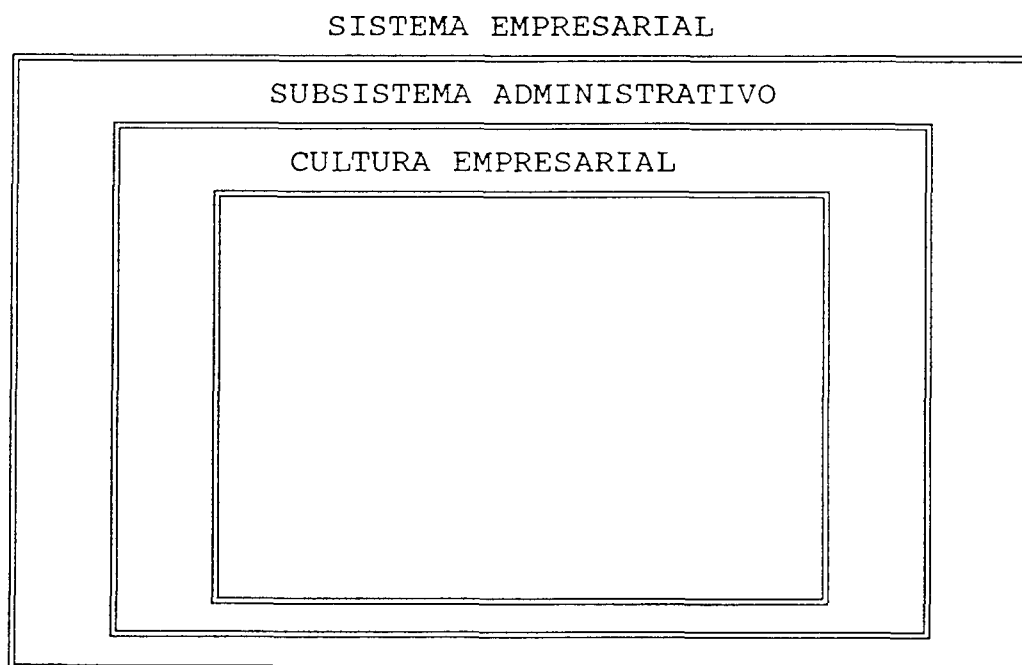 SISTEMA EMPRESARIAL
SUBSISTEMA ADMINISTRATIVO
CULTURA EMPRESARIAL